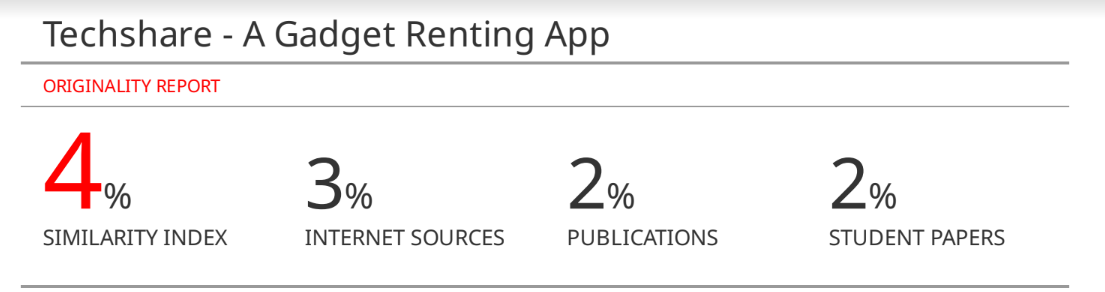 Techshare - A Gadget Renting App
ORIGINALITY REPORT
4% 3% 2% 2%
SIMILARITY INDEX INTERNET SOURCES PUBLICATIONS STUDENT PAPERS